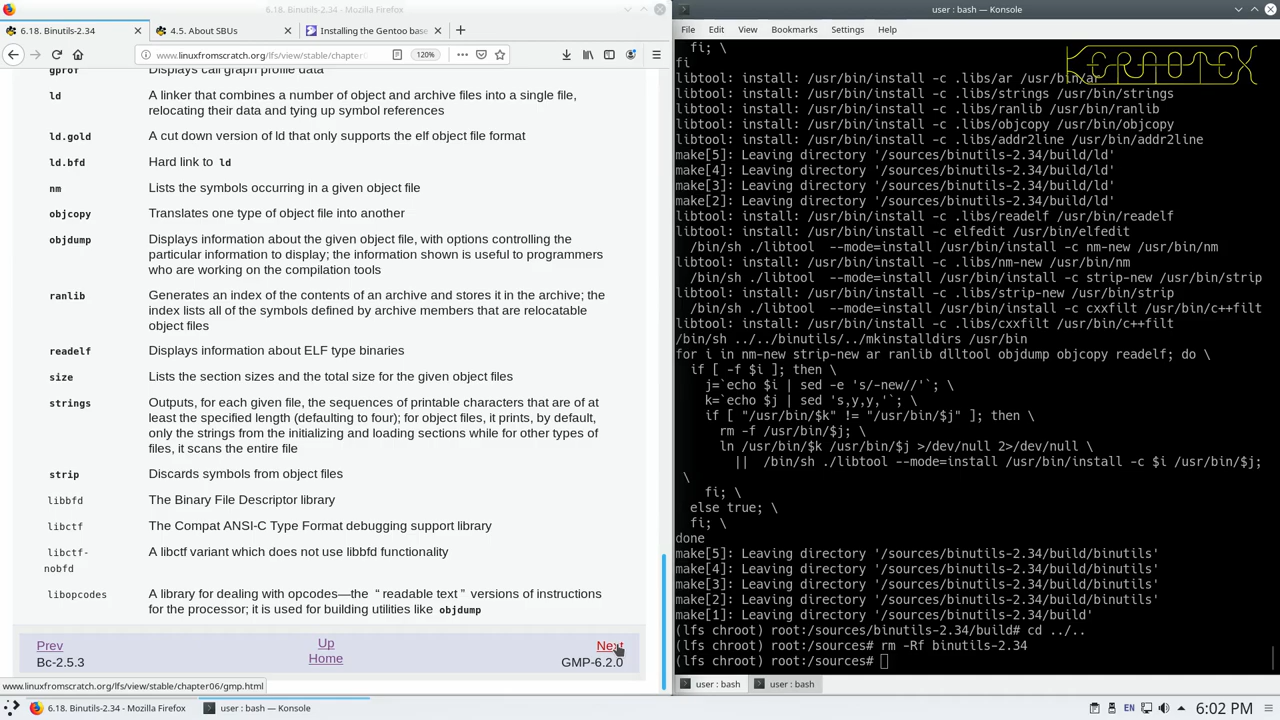 6.18. Binutils-2.34 - Mozilla Firefox
6.18. Binutils-2.34
4.5. About SBUs
Installing the Gentoo base
www.linuxfromscratch.org/lfs/view/stable/chapter
120%
gprof Displays call graph profile data
ld A linker that combines a number of object and archive files into a single file,
relocating their data and tying up symbol references
ld.gold A cut down version of ld that only supports the elf object file format
ld.bfd Hard link to ld
nm Lists the symbols occurring in a given object file
objcopy Translates one type of object file into another
objdump Displays information about the given object file, with options controlling the
particular information to display; the information shown is useful to programmers
who are working on the compilation tools
ranlib Generates an index of the contents of an archive and stores it in the archive; the
index lists all of the symbols defined by archive members that are relocatable
object files
readelf Displays information about ELF type binaries
size Lists the section sizes and the total size for the given object files
strings Outputs, for each given file, the sequences of printable characters that are of at
least the specified length (defaulting to four); for object files, it prints, by default,
only the strings from the initializing and loading sections while for other types of
files, it scans the entire file
strip Discards symbols from object files
libbfd The Binary File Descriptor library
libctf The Compat ANSI-C Type Format debugging support library
libctf- A libctf variant which does not use libbfd functionality
nobfd
libopcodes A library for dealing with opcodes—the “ readable text ” versions of instructions
for the processor; it is used for building utilities like objdump
Prev Up Next
Bc-2.5.3 Home GMP-6.2.0
www.linuxfromscratch.org/lfs/view/stable/chapter06/gmp.html
user : bash — Konsole
File Edit View Bookmarks Settings Help
KERNOTEX
fi; \
fi
libtool: install: /usr/bin/install -c .libs/ar /usr/bin/ar
libtool: install: /usr/bin/install -c .libs/strings /usr/bin/strings
libtool: install: /usr/bin/install -c .libs/ranlib /usr/bin/ranlib
libtool: install: /usr/bin/install -c .libs/objcopy /usr/bin/objcopy
libtool: install: /usr/bin/install -c .libs/addr2line /usr/bin/addr2line
make[5]: Leaving directory '/sources/binutils-2.34/build/ld'
make[4]: Leaving directory '/sources/binutils-2.34/build/ld'
make[3]: Leaving directory '/sources/binutils-2.34/build/ld'
make[2]: Leaving directory '/sources/binutils-2.34/build/ld'
libtool: install: /usr/bin/install -c .libs/readelf /usr/bin/readelf
libtool: install: /usr/bin/install -c elfedit /usr/bin/elfedit
/bin/sh ./libtool --mode=install /usr/bin/install -c nm-new /usr/bin/nm
libtool: install: /usr/bin/install -c .libs/nm-new /usr/bin/nm
/bin/sh ./libtool --mode=install /usr/bin/install -c strip-new /usr/bin/strip
libtool: install: /usr/bin/install -c .libs/strip-new /usr/bin/strip
/bin/sh ./libtool --mode=install /usr/bin/install -c cxxfilt /usr/bin/c++filt
libtool: install: /usr/bin/install -c .libs/cxxfilt /usr/bin/c++filt
/bin/sh ../../binutils/../mkinstalldirs /usr/bin
for i in nm-new strip-new ar ranlib dlltool objdump objcopy readelf; do \
if [ -f $i ]; then \
j=`echo $i | sed -e 's/-new//'`; \
k=`echo $j | sed 's,y,y,'`; \
if [ "/usr/bin/$k" != "/usr/bin/$j" ]; then \
rm -f /usr/bin/$j; \
ln /usr/bin/$k /usr/bin/$j >/dev/null 2>/dev/null \
|| /bin/sh ./libtool --mode=install /usr/bin/install -c $i /usr/bin/$j;
\
fi; \
else true; \
fi; \
done
make[5]: Leaving directory '/sources/binutils-2.34/build/binutils'
make[4]: Leaving directory '/sources/binutils-2.34/build/binutils'
make[3]: Leaving directory '/sources/binutils-2.34/build/binutils'
make[2]: Leaving directory '/sources/binutils-2.34/build/binutils'
make[1]: Leaving directory '/sources/binutils-2.34/build'
(lfs chroot) root:/sources/binutils-2.34/build# cd ../..
(lfs chroot) root:/sources# rm -Rf binutils-2.34
(lfs chroot) root:/sources#
user : bash user : bash
6.18. Binutils-2.34 - Mozilla Firefox user : bash — Konsole EN 6:02 PM